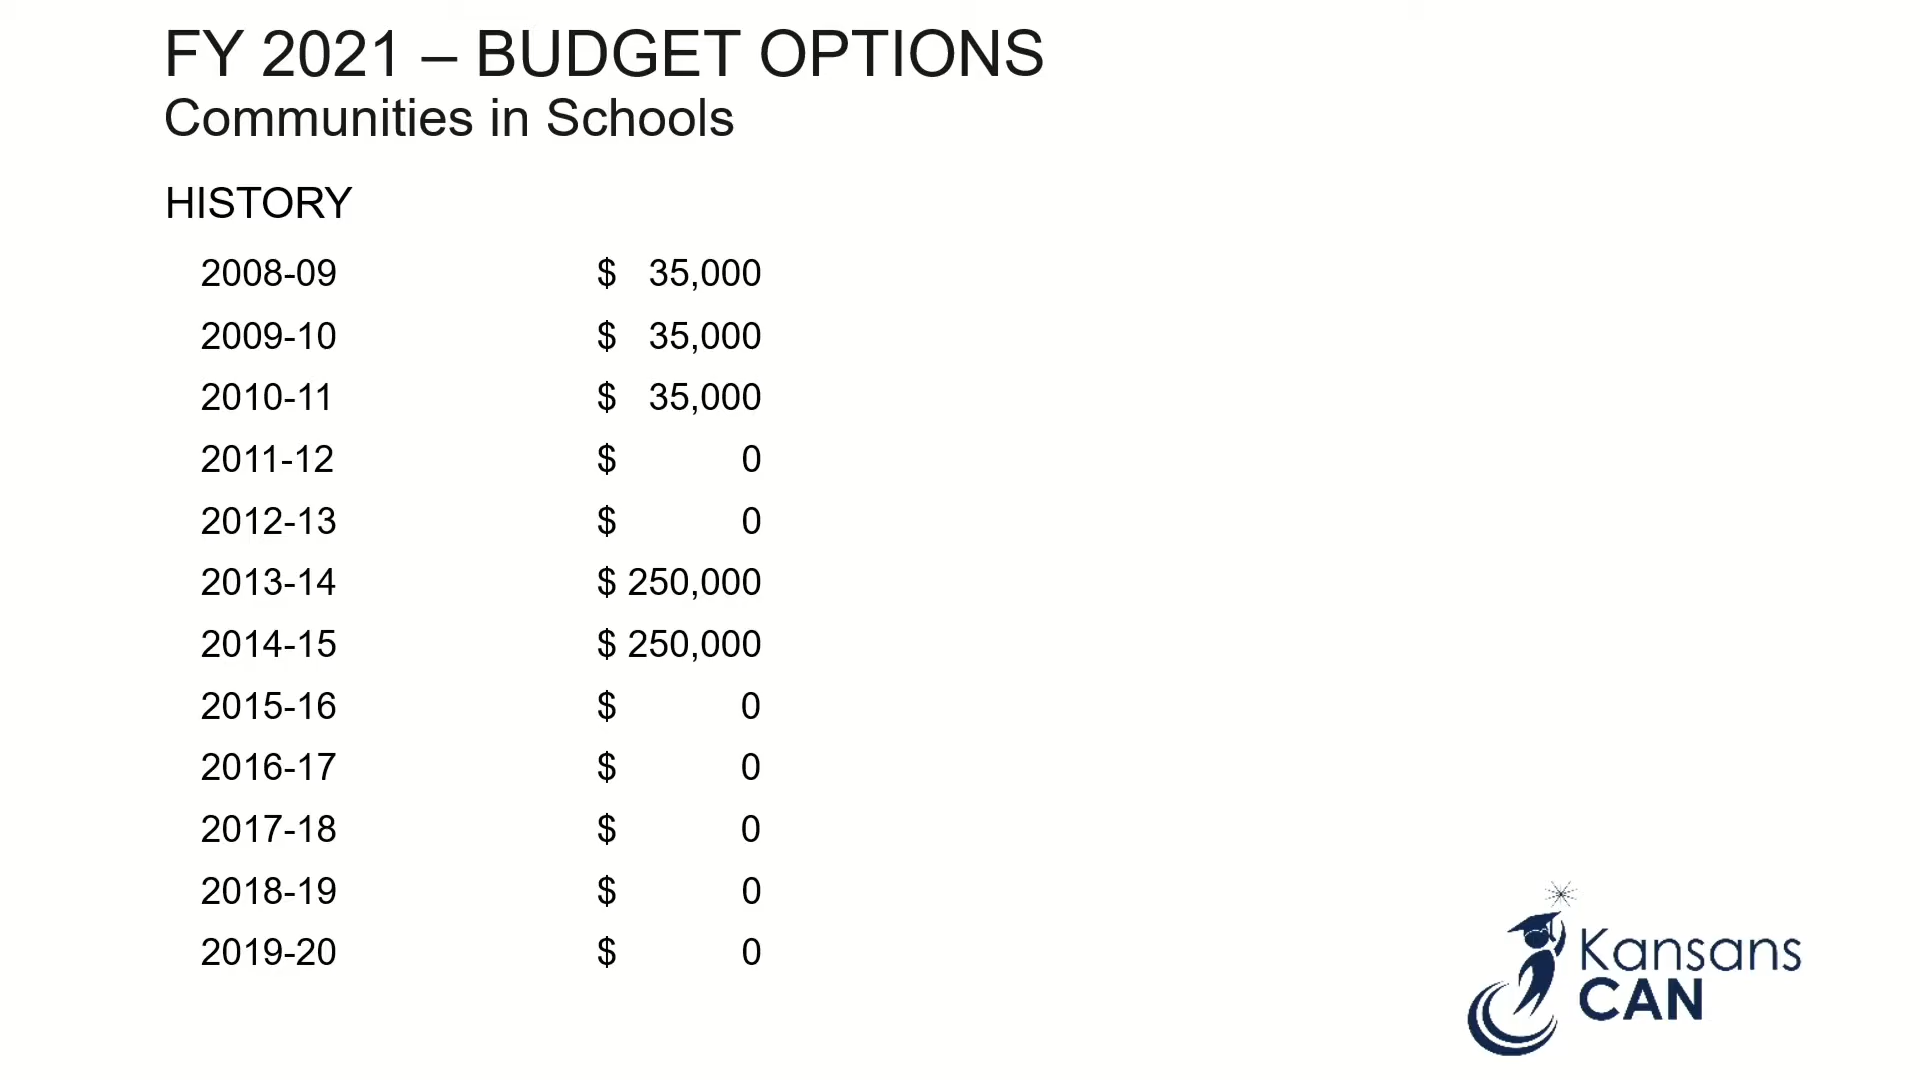 FY 2021 – BUDGET OPTIONS
Communities in Schools
HISTORY
2008-09 $ 35,000
2009-10 $ 35,000
2010-11 $ 35,000
2011-12 $ 0
2012-13 $ 0
2013-14 $ 250,000
2014-15 $ 250,000
2015-16 $ 0
2016-17 $ 0
2017-18 $ 0
2018-19 $ 0
2019-20 $ 0
Kansans
CAN